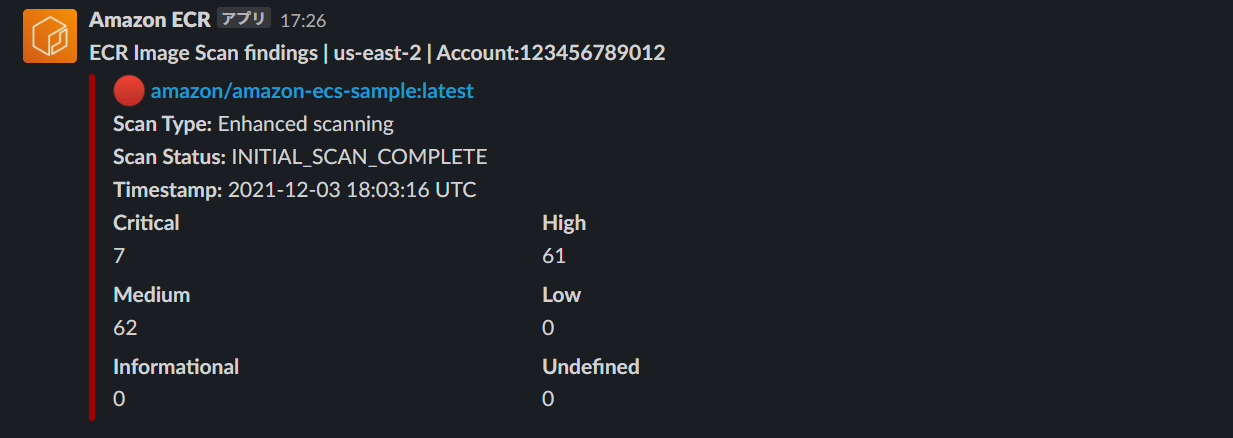 Amazon ECR アプリ 17:26
ECR Image Scan findings | us-east-2 | Account:123456789012
amazon/amazon-ecs-sample:latest
Scan Type: Enhanced scanning
Scan Status: INITIAL_SCAN_COMPLETE
Timestamp: 2021-12-03 18:03:16 UTC
Critical High
7 61
Medium Low
62 0
Informational Undefined
0 0